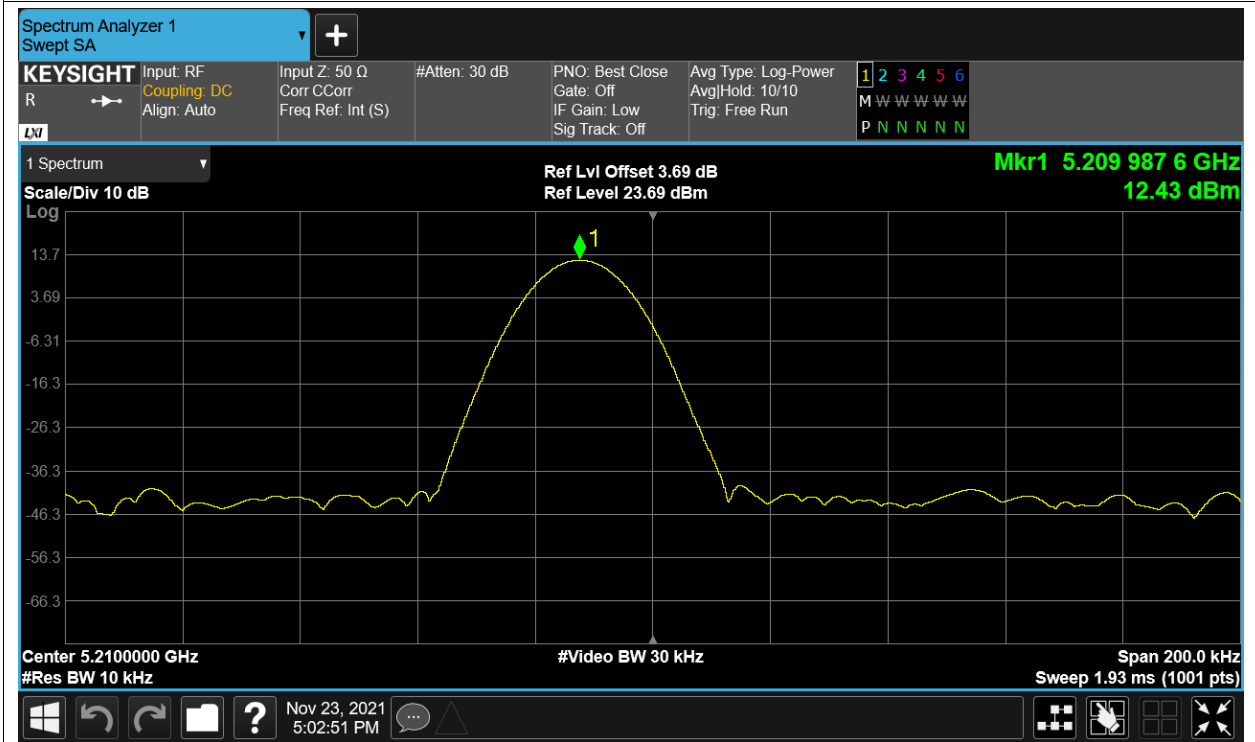 Spectrum Analyzer 1
Swept SA
+
KEYSIGHT Input: RF Input Z: 50 Ω #Atten: 30 dB PNO: Best Close Avg Type: Log-Power 1 2 3 4 5 6
R Coupling: DC Corr CCorr Gate: Off Avg|Hold: 10/10 M W W W W W
Align: Auto Freq Ref: Int (S) IF Gain: Low Trig: Free Run
LXI Sig Track: Off P N N N N N
1 Spectrum Ref Lvl Offset 3.69 dB Mkr1 5.209 987 6 GHz
Scale/Div 10 dB Ref Level 23.69 dBm 12.43 dBm
Log
1
13.7
3.69
-6.31
-16.3
-26.3
-36.3
-46.3
-56.3
-66.3
Center 5.2100000 GHz #Video BW 30 kHz Span 200.0 kHz
#Res BW 10 kHz Sweep 1.93 ms (1001 pts)
? Nov 23, 2021
5:02:51 PM